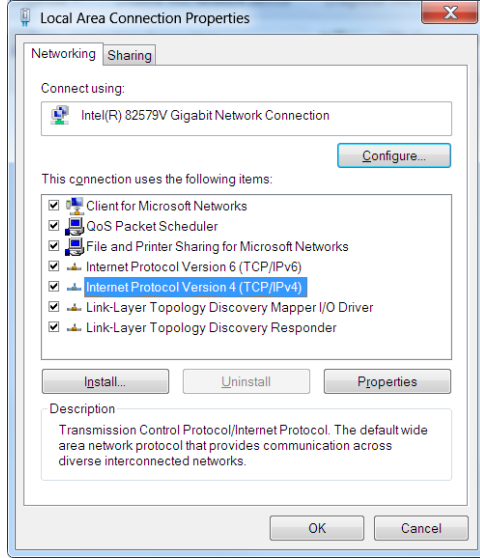 Local Area Connection Properties
Networking
Sharing
Connect using:
Intel(R) 82579V Gigabit Network Connection
Configure...
This connection uses the following items:
Client for Microsoft Networks
QoS Packet Scheduler
File and Printer Sharing for Microsoft Networks
Internet Protocol Version 6 (TCP/IPv6)
Internet Protocol Version 4 (TCP/IPv4)
Link-Layer Topology Discovery Mapper I/O Driver
Link-Layer Topology Discovery Responder
Install...
Uninstall
Properties
Description
Transmission Control Protocol/Internet Protocol. The default wide
area network protocol that provides communication across
diverse interconnected networks.
OK
Cancel